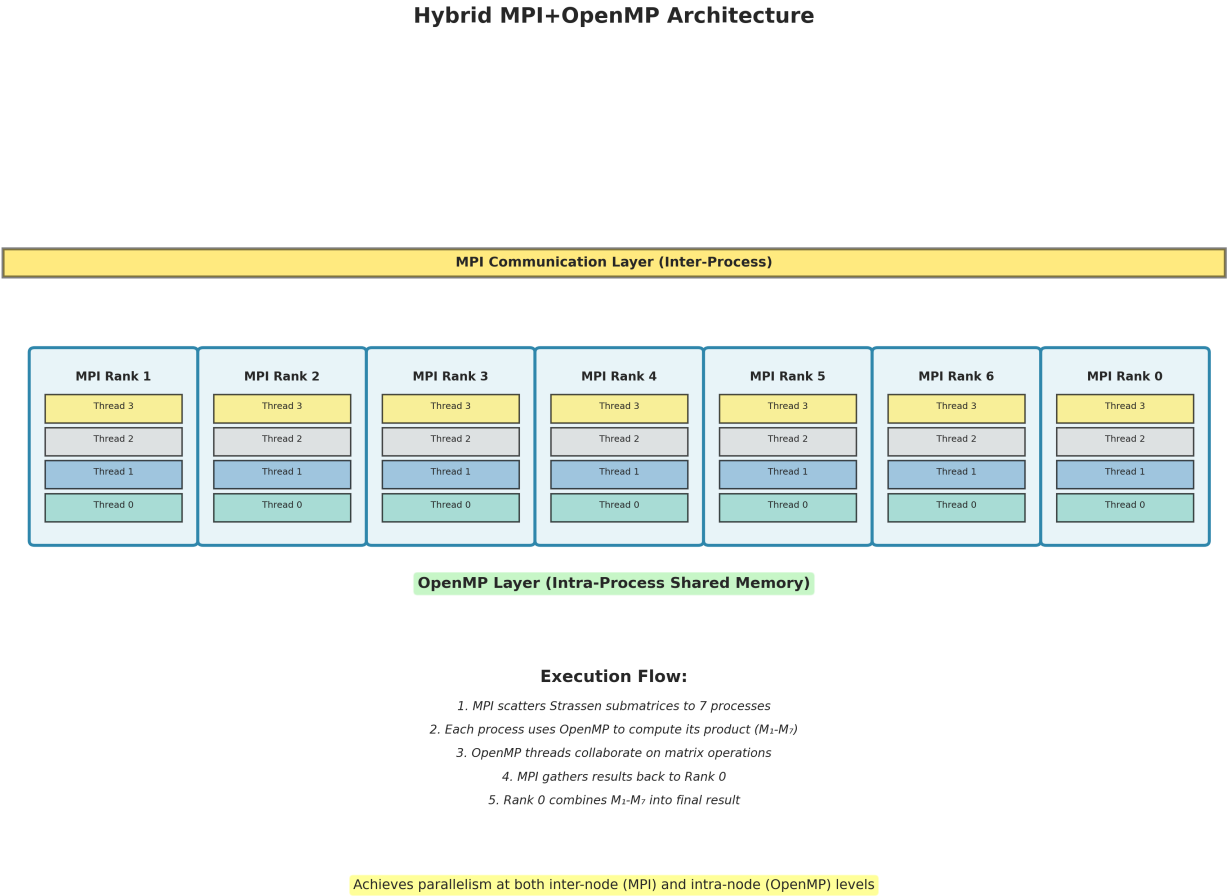 Hybrid MPI+OpenMP Architecture
MPI Communication Layer (Inter-Process)
MPI Rank 1
Thread 3
Thread 2
Thread 1
Thread 0
MPI Rank 2
Thread 3
Thread 2
Thread 1
Thread 0
MPI Rank 3
Thread 3
Thread 2
Thread 1
Thread 0
MPI Rank 4
Thread 3
Thread 2
Thread 1
Thread 0
MPI Rank 5
Thread 3
Thread 2
Thread 1
Thread 0
MPI Rank 6
Thread 3
Thread 2
Thread 1
Thread 0
MPI Rank 0
Thread 3
Thread 2
Thread 1
Thread 0
OpenMP Layer (Intra-Process Shared Memory)
Execution Flow:
1. MPI scatters Strassen submatrices to 7 processes
2. Each process uses OpenMP to compute its product (M₁-M₇)
3. OpenMP threads collaborate on matrix operations
4. MPI gathers results back to Rank 0
5. Rank 0 combines M₁-M₇ into final result
Achieves parallelism at both inter-node (MPI) and intra-node (OpenMP) levels